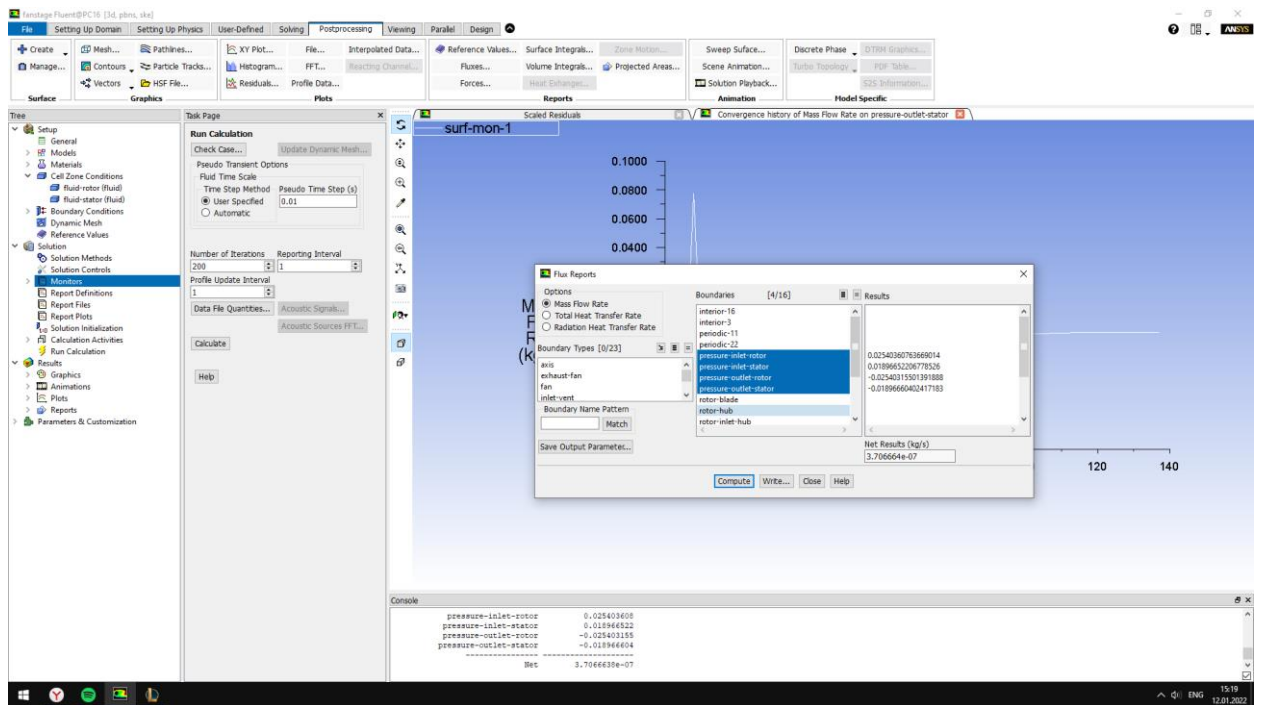 fanstage Fluent@PC16 [3d, pbns, ske]
File Setting Up Domain Setting Up Physics User-Defined Solving Postprocessing Viewing Parallel Design ANSYS
Create Mesh... Pathlines... XY Plot... File... Interpolated Data... Reference Values... Surface Integrals... Zone Motion... Sweep Suface... Discrete Phase DTRM Graphics...
Manage... Contours Particle Tracks... Histogram... FFT... Reacting Channel... Fluxes... Volume Integrals... Projected Areas... Scene Animation... Turbo Topology PDF Table...
Vectors HSF File... Residuals... Profile Data... Forces... Heat Exhanger... Solution Playback... S2S Information...
Surface Graphics Plots Reports Animation Model Specific
Tree
Setup
General
Models
Materials
Cell Zone Conditions
fluid-rotor (fluid)
fluid-stator (fluid)
Boundary Conditions
Dynamic Mesh
Reference Values
Solution
Solution Methods
Solution Controls
Monitors
Report Definitions
Report Files
Report Plots
Solution Initialization
Calculation Activities
Run Calculation
Results
Graphics
Animations
Plots
Reports
Parameters & Customization
Task Page
Run Calculation
Check Case... Update Dynamic Mesh...
Pseudo Transient Options
Fluid Time Scale
Time Step Method Pseudo Time Step (s)
User Specified 0.01
Automatic
Number of Iterations Reporting Interval
200 1
Profile Update Interval
1
Data File Quantities... Acoustic Signals...
Acoustic Sources FFT...
Calculate
Help
Scaled Residuals Convergence history of Mass Flow Rate on pressure-outlet-stator
surf-mon-1
0.1000
0.0800
0.0600
0.0400
120 140
Flux Reports
Options
Mass Flow Rate
Total Heat Transfer Rate
Radiation Heat Transfer Rate
Boundary Types [0/23]
axis
exhaust-fan
fan
inlet-vent
Boundary Name Pattern
Match
Save Output Parameter...
Boundaries [4/16]
interior-16
interior-3
periodic-11
periodic-22
pressure-inlet-rotor
pressure-inlet-stator
pressure-outlet-rotor
pressure-outlet-stator
rotor-blade
rotor-hub
rotor-inlet-hub
Results
0.02540360763669014
0.01896652206778526
-0.02540315501391888
-0.01896660402417183
Net Results (kg/s)
3.706664e-07
Compute Write... Close Help
Console
pressure-inlet-rotor 0.025403608
pressure-inlet-stator 0.018966522
pressure-outlet-rotor -0.025403155
pressure-outlet-stator -0.018966604
Net 3.7066638e-07
ENG 15:19
12.01.2022